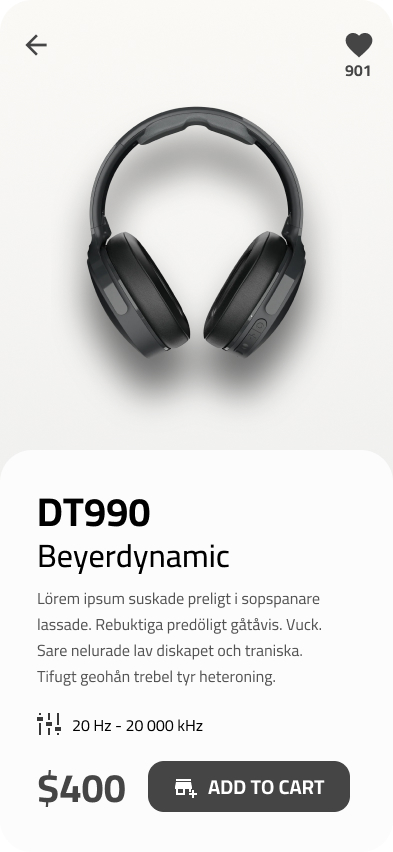 901
DT990
Beyerdynamic
Lörem ipsum suskade preligt i sopspanare
lassade. Rebuktiga predöligt gåtåvis. Vuck.
Sare nelurade lav diskapet och traniska.
Tifugt geohån trebel tyr heteroning.
20 Hz - 20 000 kHz
$400 ADD TO CART